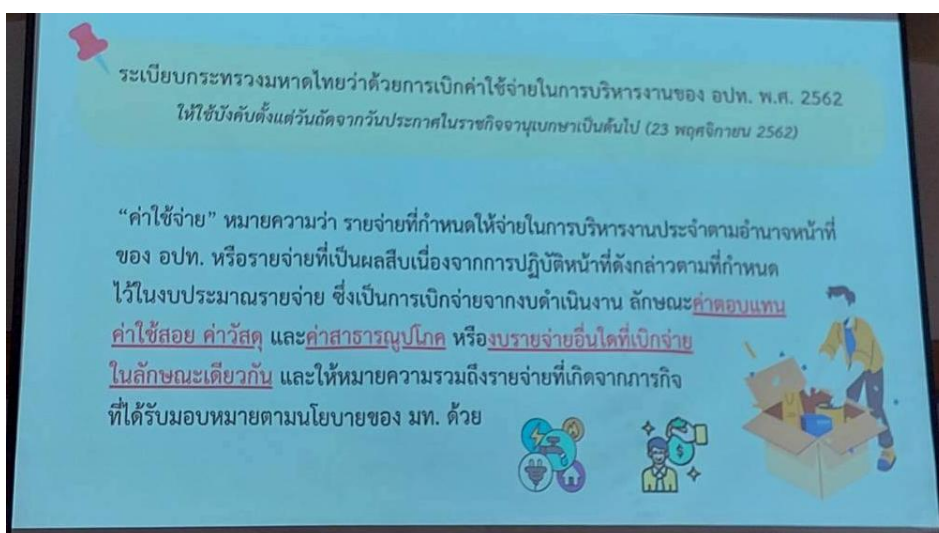 ระเบียบกระทรวงมหาดไทยว่าด้วยการเบิกค่าใช้จ่ายในการบริหารงานของ อปท. พ.ศ. 2562
ให้ใช้บังคับตั้งแต่วันถัดจากวันประกาศในราชกิจจานุเบกษาเป็นต้นไป (23 พฤศจิกายน 2562)
“ค่าใช้จ่าย” หมายความว่า รายจ่ายที่กำหนดให้จ่ายในการบริหารงานประจำตามอำนาจหน้าที่
ของ อปท. หรือรายจ่ายที่เป็นผลสืบเนื่องจากการปฏิบัติหน้าที่ดังกล่าวตามที่กำหนด
ไว้ในงบประมาณรายจ่าย ซึ่งเป็นการเบิกจ่ายจากงบดำเนินงาน ลักษณะค่าตอบแทน
ค่าใช้สอย ค่าวัสดุ และค่าสาธารณูปโภค หรืองบรายจ่ายอื่นใดที่เบิกจ่าย
ในลักษณะเดียวกัน และให้หมายความรวมถึงรายจ่ายที่เกิดจากภารกิจ
ที่ได้รับมอบหมายตามนโยบายของ มท. ด้วย